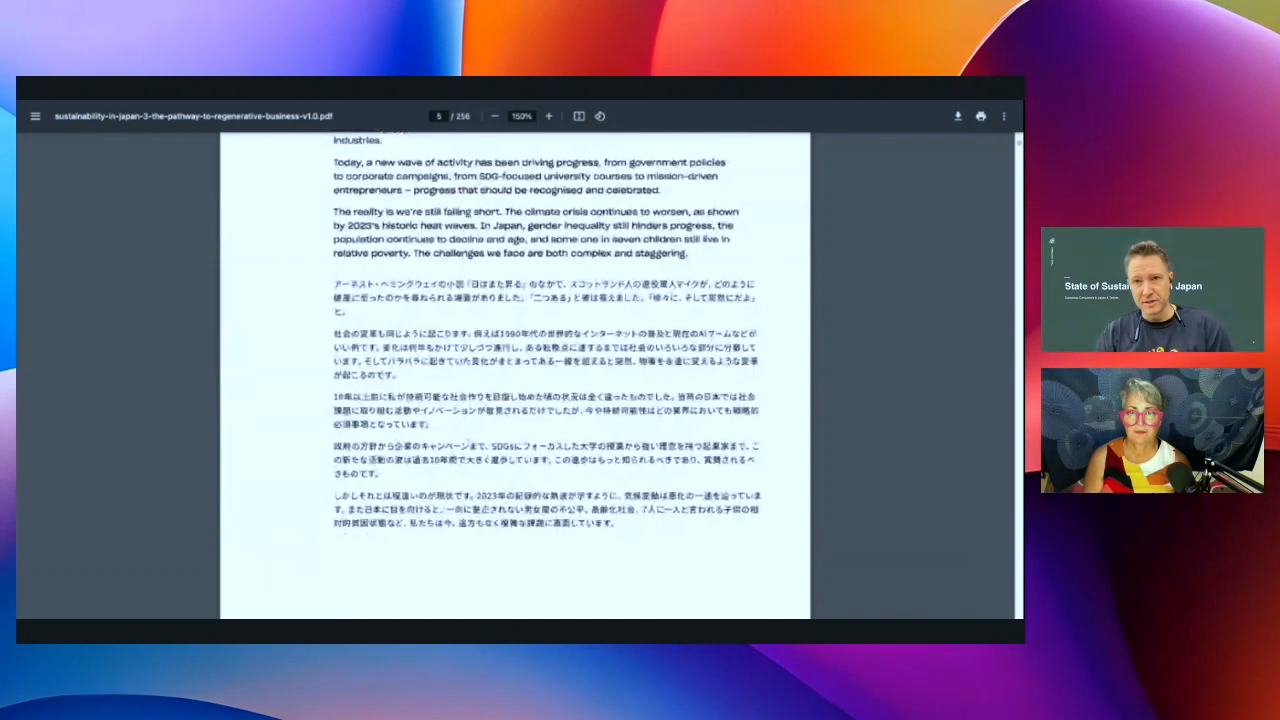 sustainability-in-japan-3-the-pathway-to-regenerative-business-v1.0.pdf
5 / 256
150%
industries.
Today, a new wave of activity has been driving progress, from government policies
to corporate campaigns, from SDG-focused university courses to mission-driven
entrepreneurs – progress that should be recognised and celebrated.
The reality is we're still falling short. The climate crisis continues to worsen, as shown
by 2023's historic heat waves. In Japan, gender inequality still hinders progress, the
population continues to decline and age, and some one in seven children still live in
relative poverty. The challenges we face are both complex and staggering.
アーネスト・ヘミングウェイの小説『日はまた昇る』のなかで、スコットランド人の退役軍人マイクが、どのように
破産に至ったのかを尋ねられる場面がありました。「二つある」と彼は答えました。「徐々に、そして突然にだよ」
と。
社会の変革も同じように起こります。例えば1990年代の世界的なインターネットの普及と現在のAIブームなどが
いい例です。変化は何年もかけて少しづつ進行し、ある転換点に達するまでは社会のいろいろな部分に分散して
います。そしてバラバラに起きていた変化がまとまってある一線を超えると突然、物事を永遠に変えるような変革
が起こるのです。
10年以上前に私が持続可能な社会作りを目指し始めた頃の状況は全く違ったものでした。当時の日本では社会
課題に取り組む活動やイノベーションが散見されるだけでしたが、今や持続可能性はどの業界においても戦略的
必須事項となっています。
政府の方針から企業のキャンペーンまで、SDGsにフォーカスした大学の授業から強い理念を持つ起業家まで、こ
の新たな活動の波は過去10年間で大きく進歩しています。この進歩はもっと知られるべきであり、賞賛されるべ
きものです。
しかしそれとは程遠いのが現状です。2023年の記録的な熱波が示すように、気候変動は悪化の一途を辿っていま
す。また日本に目を向けると、一向に是正されない男女間の不公平、高齢化社会、7人に一人と言われる子供の相
対的貧困状態など、私たちは今、途方もなく複雑な課題に直面しています。
State of Sustai n Japan